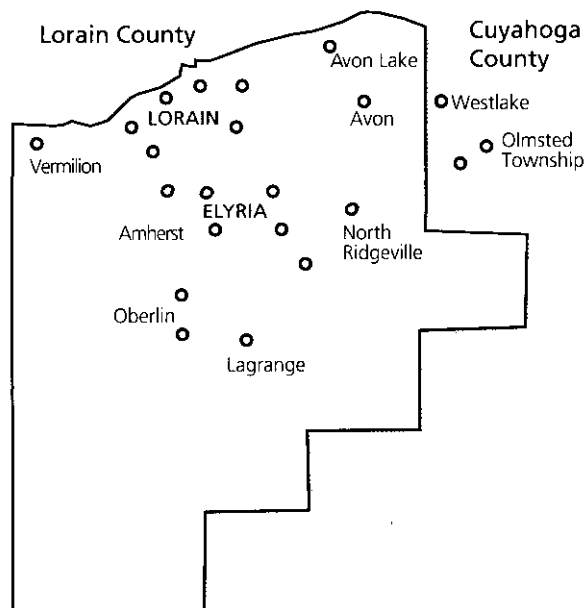 Lorain County
Cuyahoga
County
Avon Lake
Westlake
LORAIN
Avon
Olmsted
Township
Vermilion
ELYRIA
Amherst
North
Ridgeville
Oberlin
Lagrange